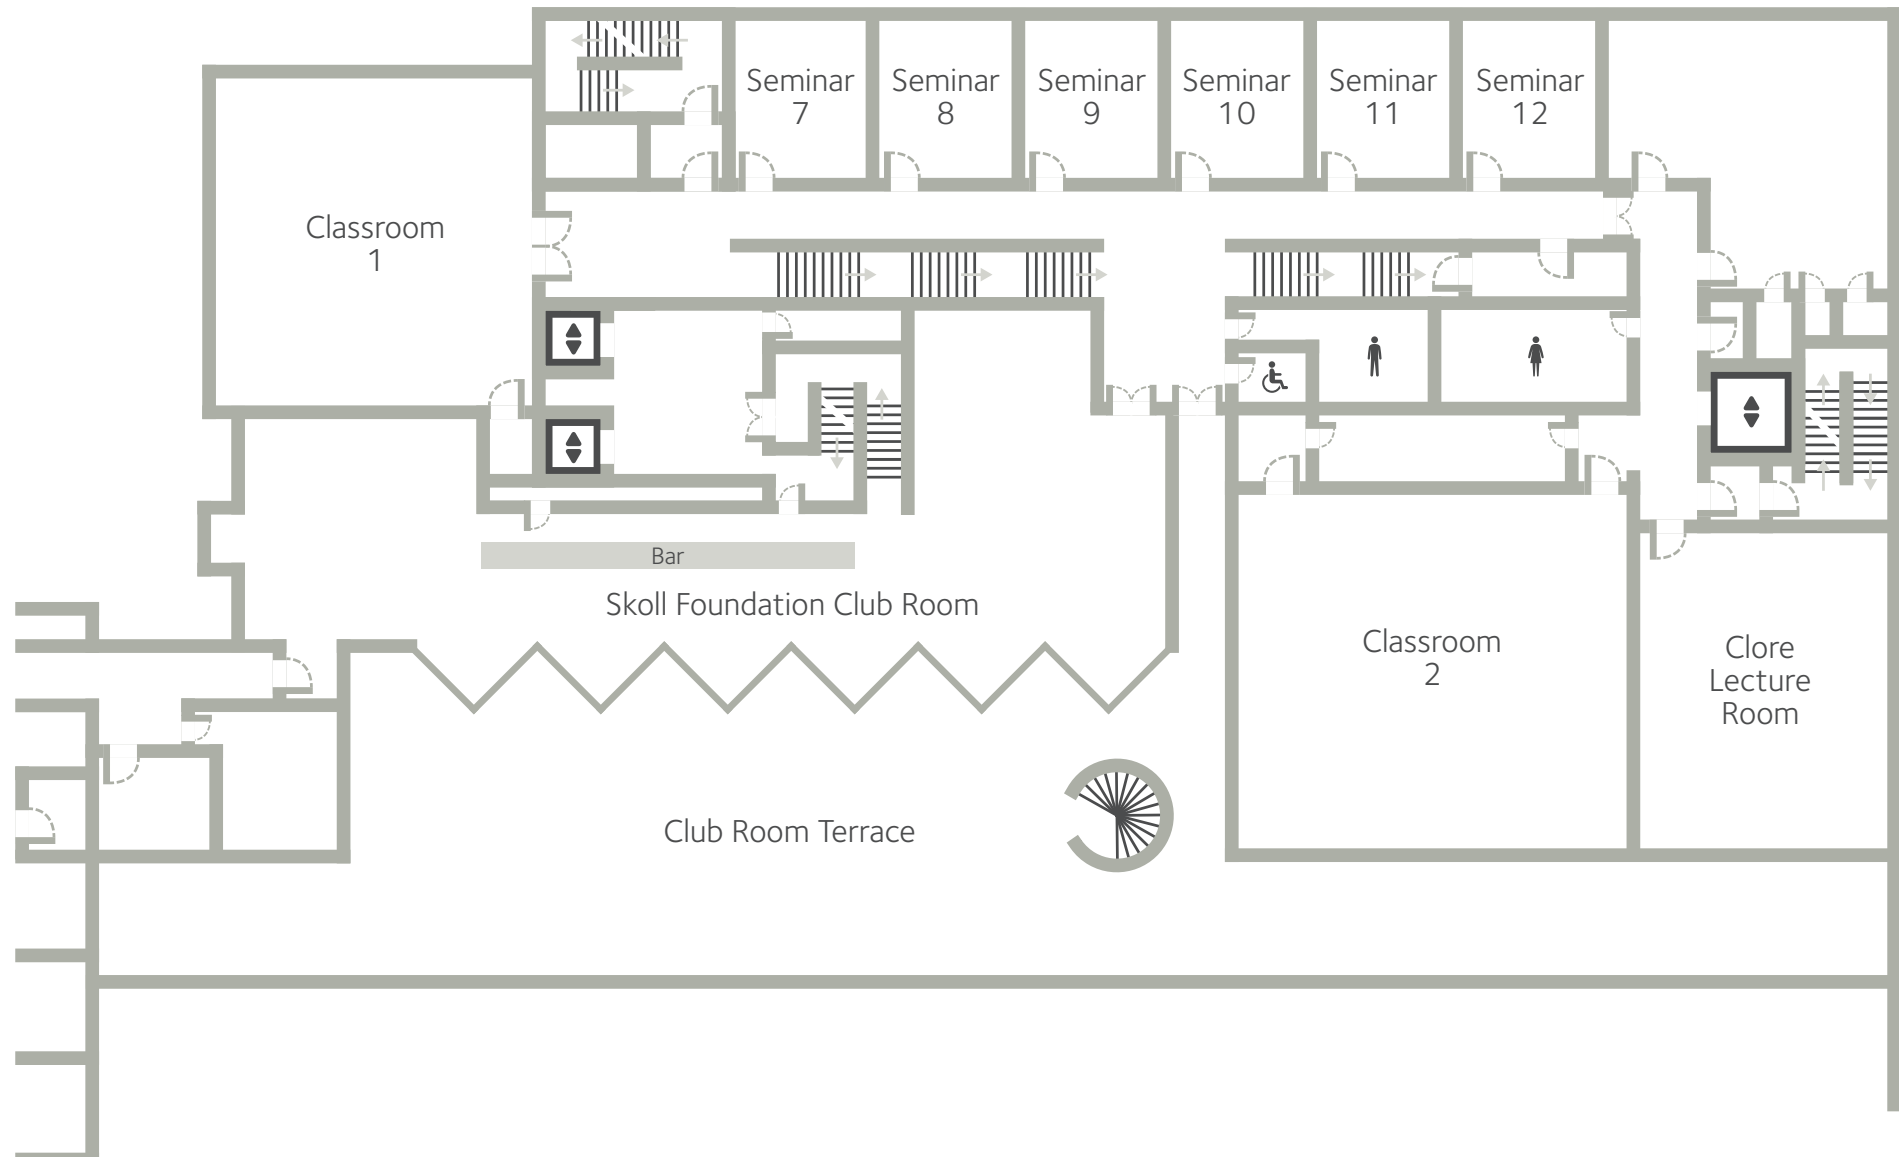 Seminar
7
Seminar
8
Seminar
9
Seminar
10
Seminar
11
Seminar
12
Classroom
1
Bar
Skoll Foundation Club Room
Classroom
2
Clore
Lecture
Room
Club Room Terrace